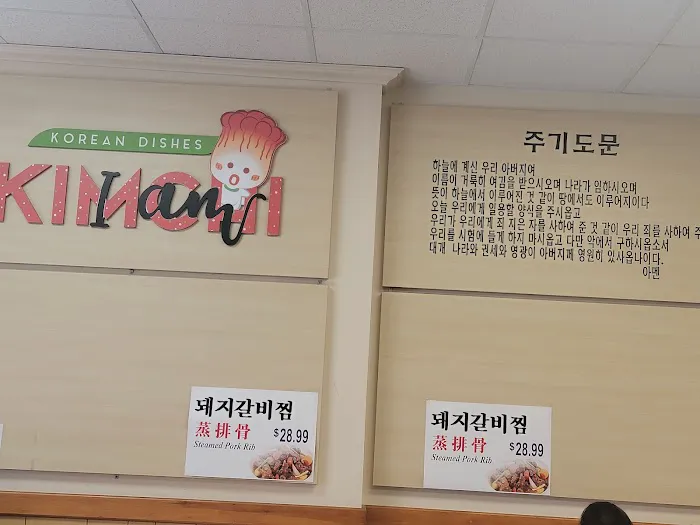 KOREAN DISHES
KIMCHI
I am
주기도문
하늘에 계신 우리 아버지여
이름이 거룩히 여김을 받으시오며 나라가 임하시오며
뜻이 하늘에서 이루어진 것 같이 땅에서도 이루어지이다
오늘 우리에게 일용할 양식을 주시옵고
우리가 우리에게 죄 지은 자를 사하여 준 것 같이 우리 죄를 사하여 주
우리를 시험에 들게 하지 마시옵고 다만 악에서 구하시옵소서
대개 나라와 권세와 영광이 아버지께 영원히 있사옵나이다.
아멘
돼지갈비찜
蒸排骨
$28.99
Steamed Pork Rib
돼지갈비찜
蒸排骨
$28.99
Steamed Pork Rib